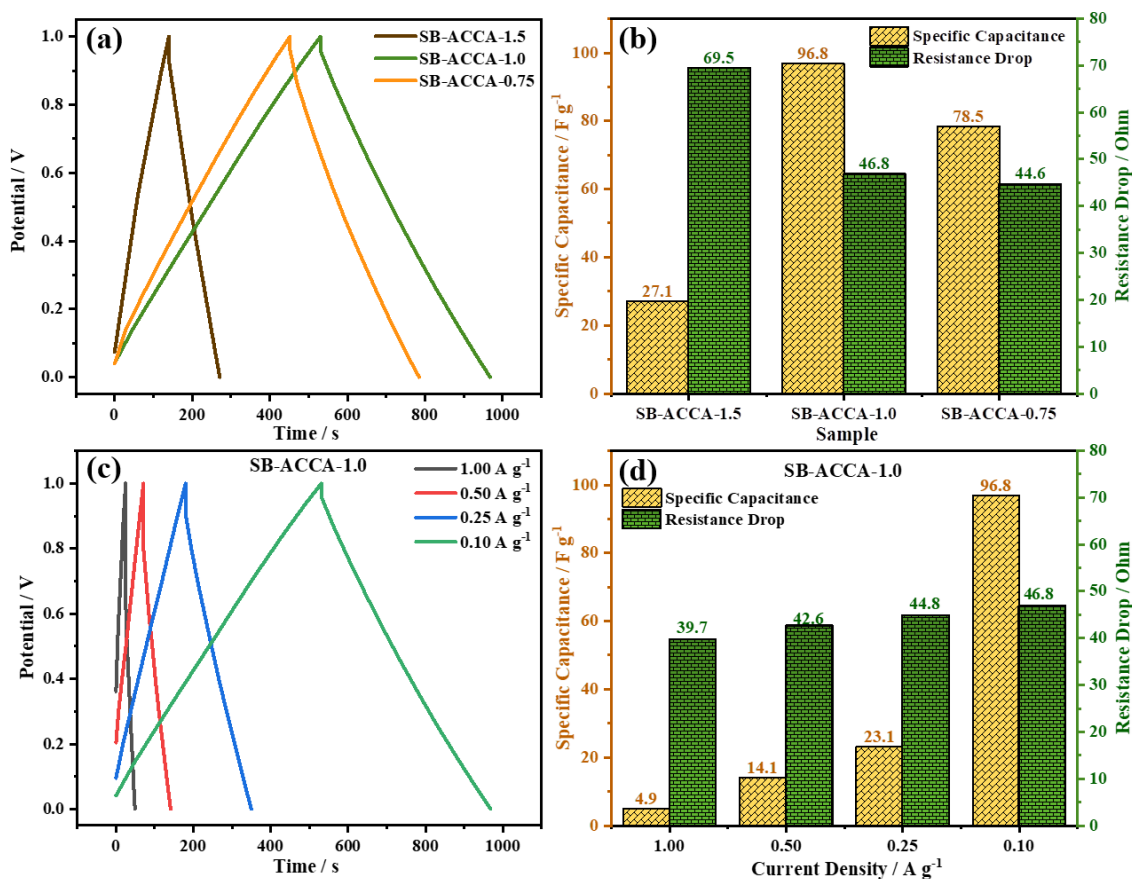 (a)
SB-ACCA-1.5
SB-ACCA-1.0
SB-ACCA-0.75
1.0
0.8
0.6
0.4
0.2
0.0
Potential / V
0 200 400 600 800 1000
Time / s
(b)
Specific Capacitance
Resistance Drop
100
80
60
40
20
0
Specific Capacitance / F g⁻¹
27.1
69.5
96.8
46.8
78.5
44.6
80
70
60
50
40
30
20
10
0
Resistance Drop / Ohm
SB-ACCA-1.5 SB-ACCA-1.0 SB-ACCA-0.75
Sample
(c)
SB-ACCA-1.0
1.00 A g⁻¹
0.50 A g⁻¹
0.25 A g⁻¹
0.10 A g⁻¹
1.0
0.8
0.6
0.4
0.2
0.0
Potential / V
0 200 400 600 800 1000
Time / s
(d)
SB-ACCA-1.0
Specific Capacitance
Resistance Drop
100
80
60
40
20
0
Specific Capacitance / F g⁻¹
4.9
39.7
14.1
42.6
23.1
44.8
96.8
46.8
80
70
60
50
40
30
20
10
0
Resistance Drop / Ohm
1.00 0.50 0.25 0.10
Current Density / A g⁻¹